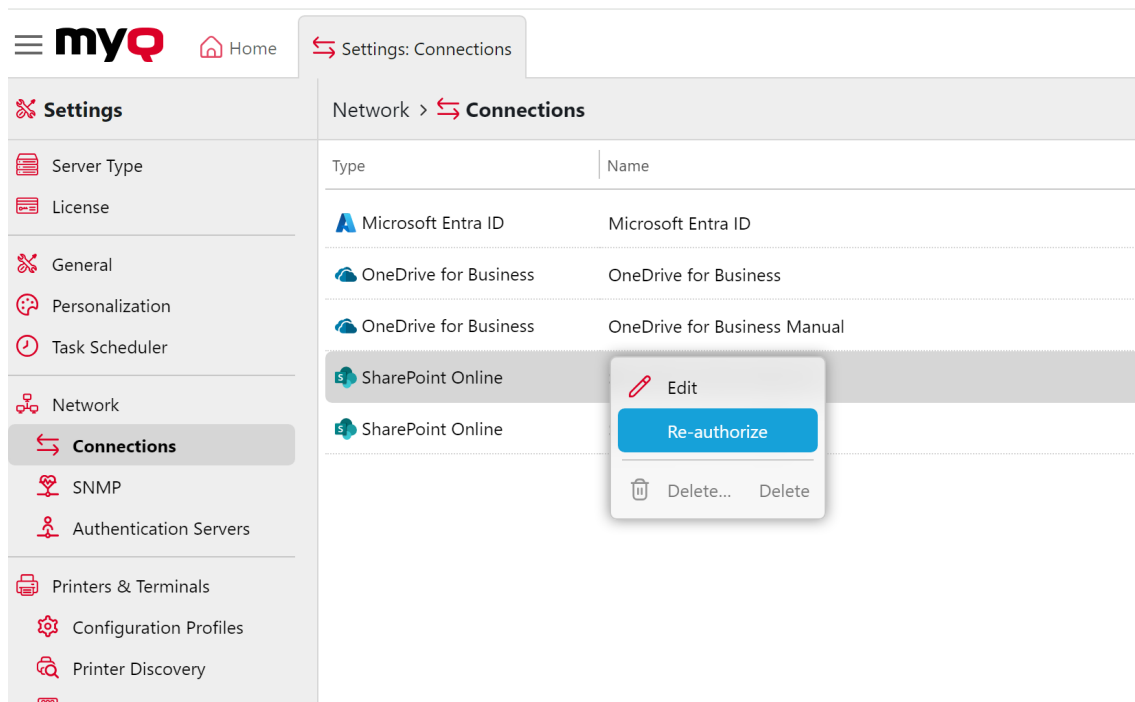 myQ
Home
Settings: Connections
Settings
Network > Connections
Server Type
License
General
Personalization
Task Scheduler
Network
Connections
SNMP
Authentication Servers
Printers & Terminals
Configuration Profiles
Printer Discovery
Type Name
Microsoft Entra ID Microsoft Entra ID
OneDrive for Business OneDrive for Business
OneDrive for Business OneDrive for Business Manual
SharePoint Online
SharePoint Online
Edit
Re-authorize
Delete... Delete